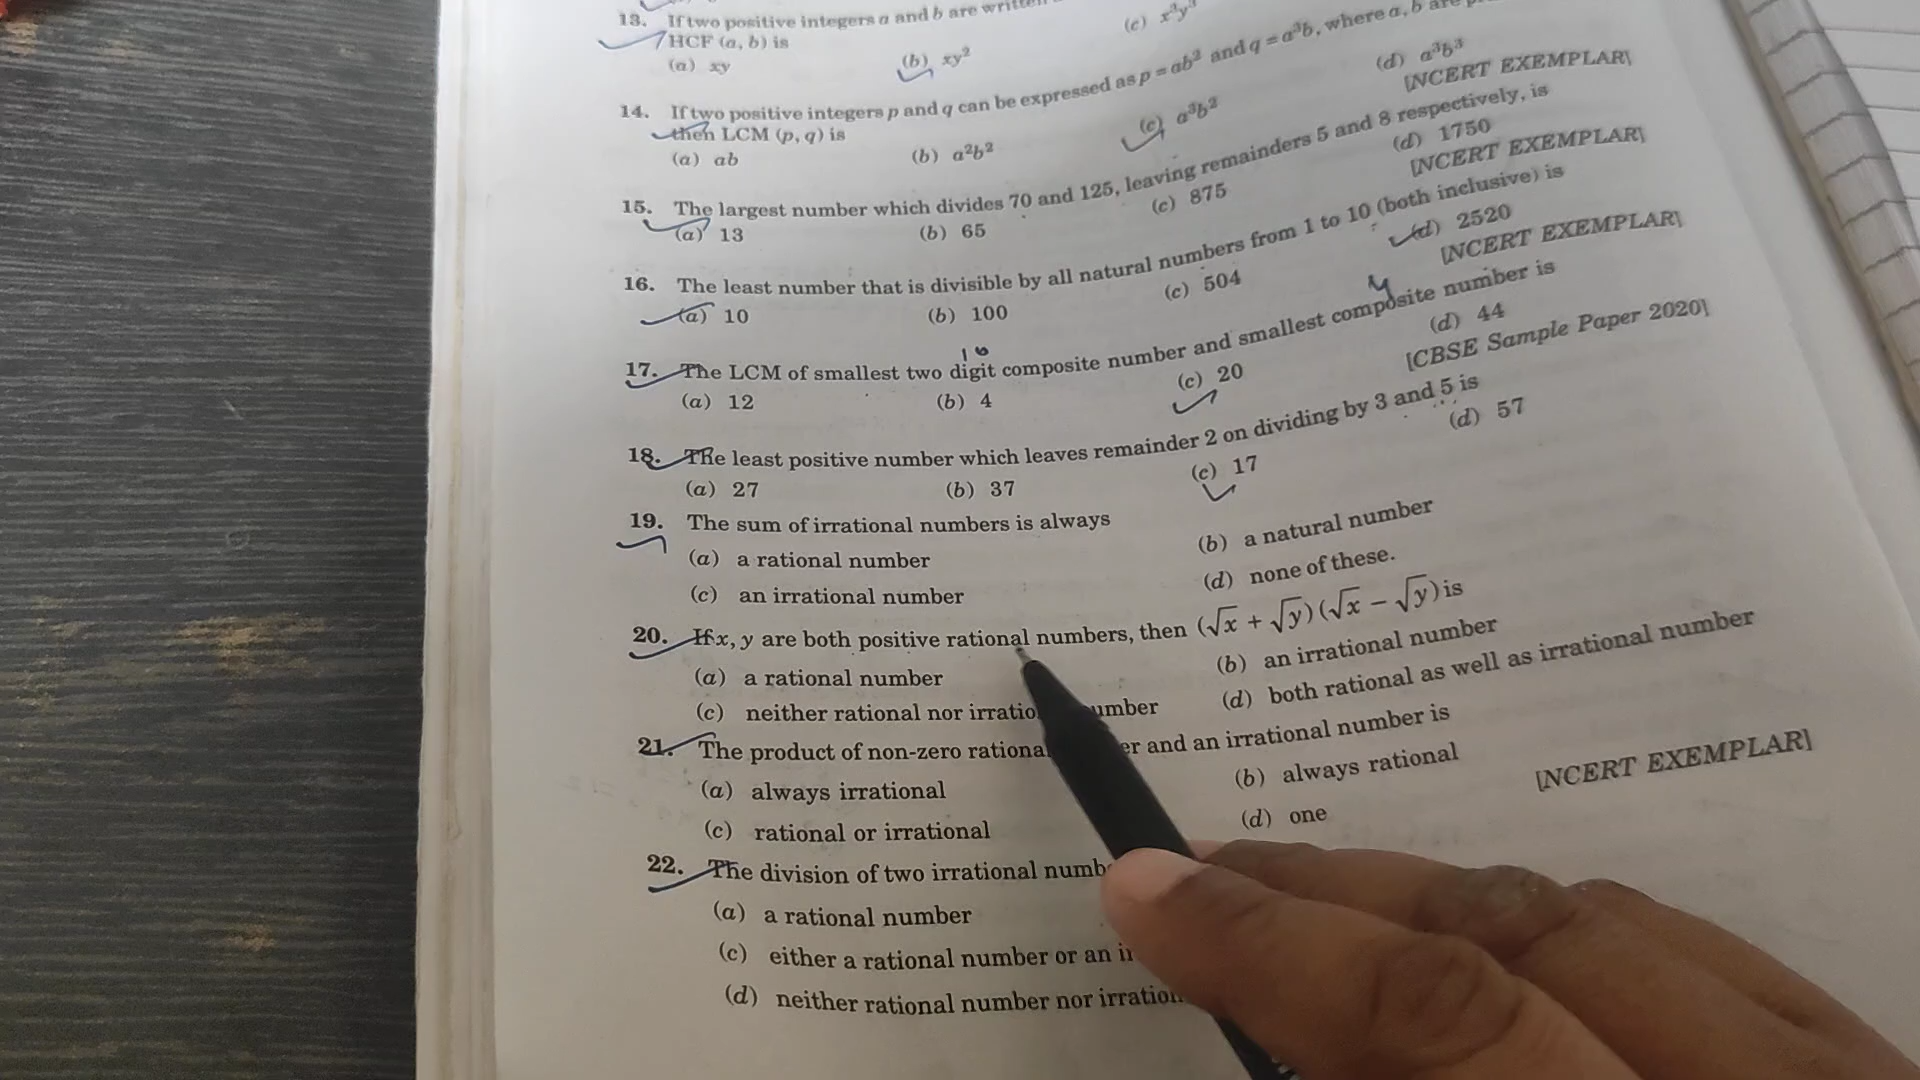 13. If two positive integers a and b are written
HCF (a, b) is
(a) xy (b) xy² (c) x³y³ (d) a³b³
[NCERT EXEMPLAR]
14. If two positive integers p and q can be expressed as p = ab² and q = a³b, where a, b are
then LCM (p, q) is
(a) ab (b) a²b² (c) a³b² (d) 1750
[NCERT EXEMPLAR]
15. The largest number which divides 70 and 125, leaving remainders 5 and 8 respectively, is
(a) 13 (b) 65 (c) 875 (d) 2520
[NCERT EXEMPLAR]
16. The least number that is divisible by all natural numbers from 1 to 10 (both inclusive) is
(a) 10 (b) 100 (c) 504 (d) 44
[CBSE Sample Paper 2020]
10
17. The LCM of smallest two digit composite number and smallest composite number is
(a) 12 (b) 4 (c) 20 (d) 57
18. The least positive number which leaves remainder 2 on dividing by 3 and 5 is
(a) 27 (b) 37 (c) 17
19. The sum of irrational numbers is always
(a) a rational number (b) a natural number
(c) an irrational number (d) none of these.
20. If x, y are both positive rational numbers, then (√x + √y) (√x − √y) is
(a) a rational number (b) an irrational number
(c) neither rational nor irratio umber (d) both rational as well as irrational number
21. The product of non-zero rational er and an irrational number is
(a) always irrational (b) always rational
(c) rational or irrational (d) one
[NCERT EXEMPLAR]
22. The division of two irrational numb
(a) a rational number
(c) either a rational number or an i
(d) neither rational number nor irration